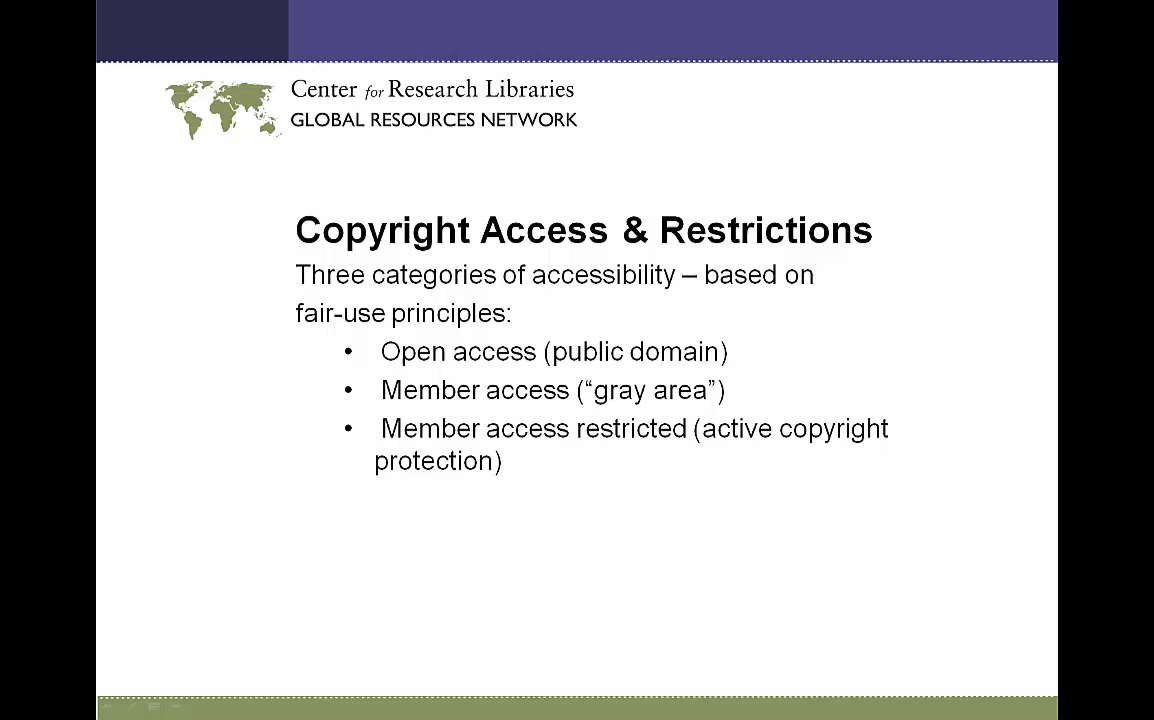 Center for Research Libraries
GLOBAL RESOURCES NETWORK
Copyright Access & Restrictions
Three categories of accessibility – based on
fair-use principles:
• Open access (public domain)
• Member access (“gray area”)
• Member access restricted (active copyright
protection)